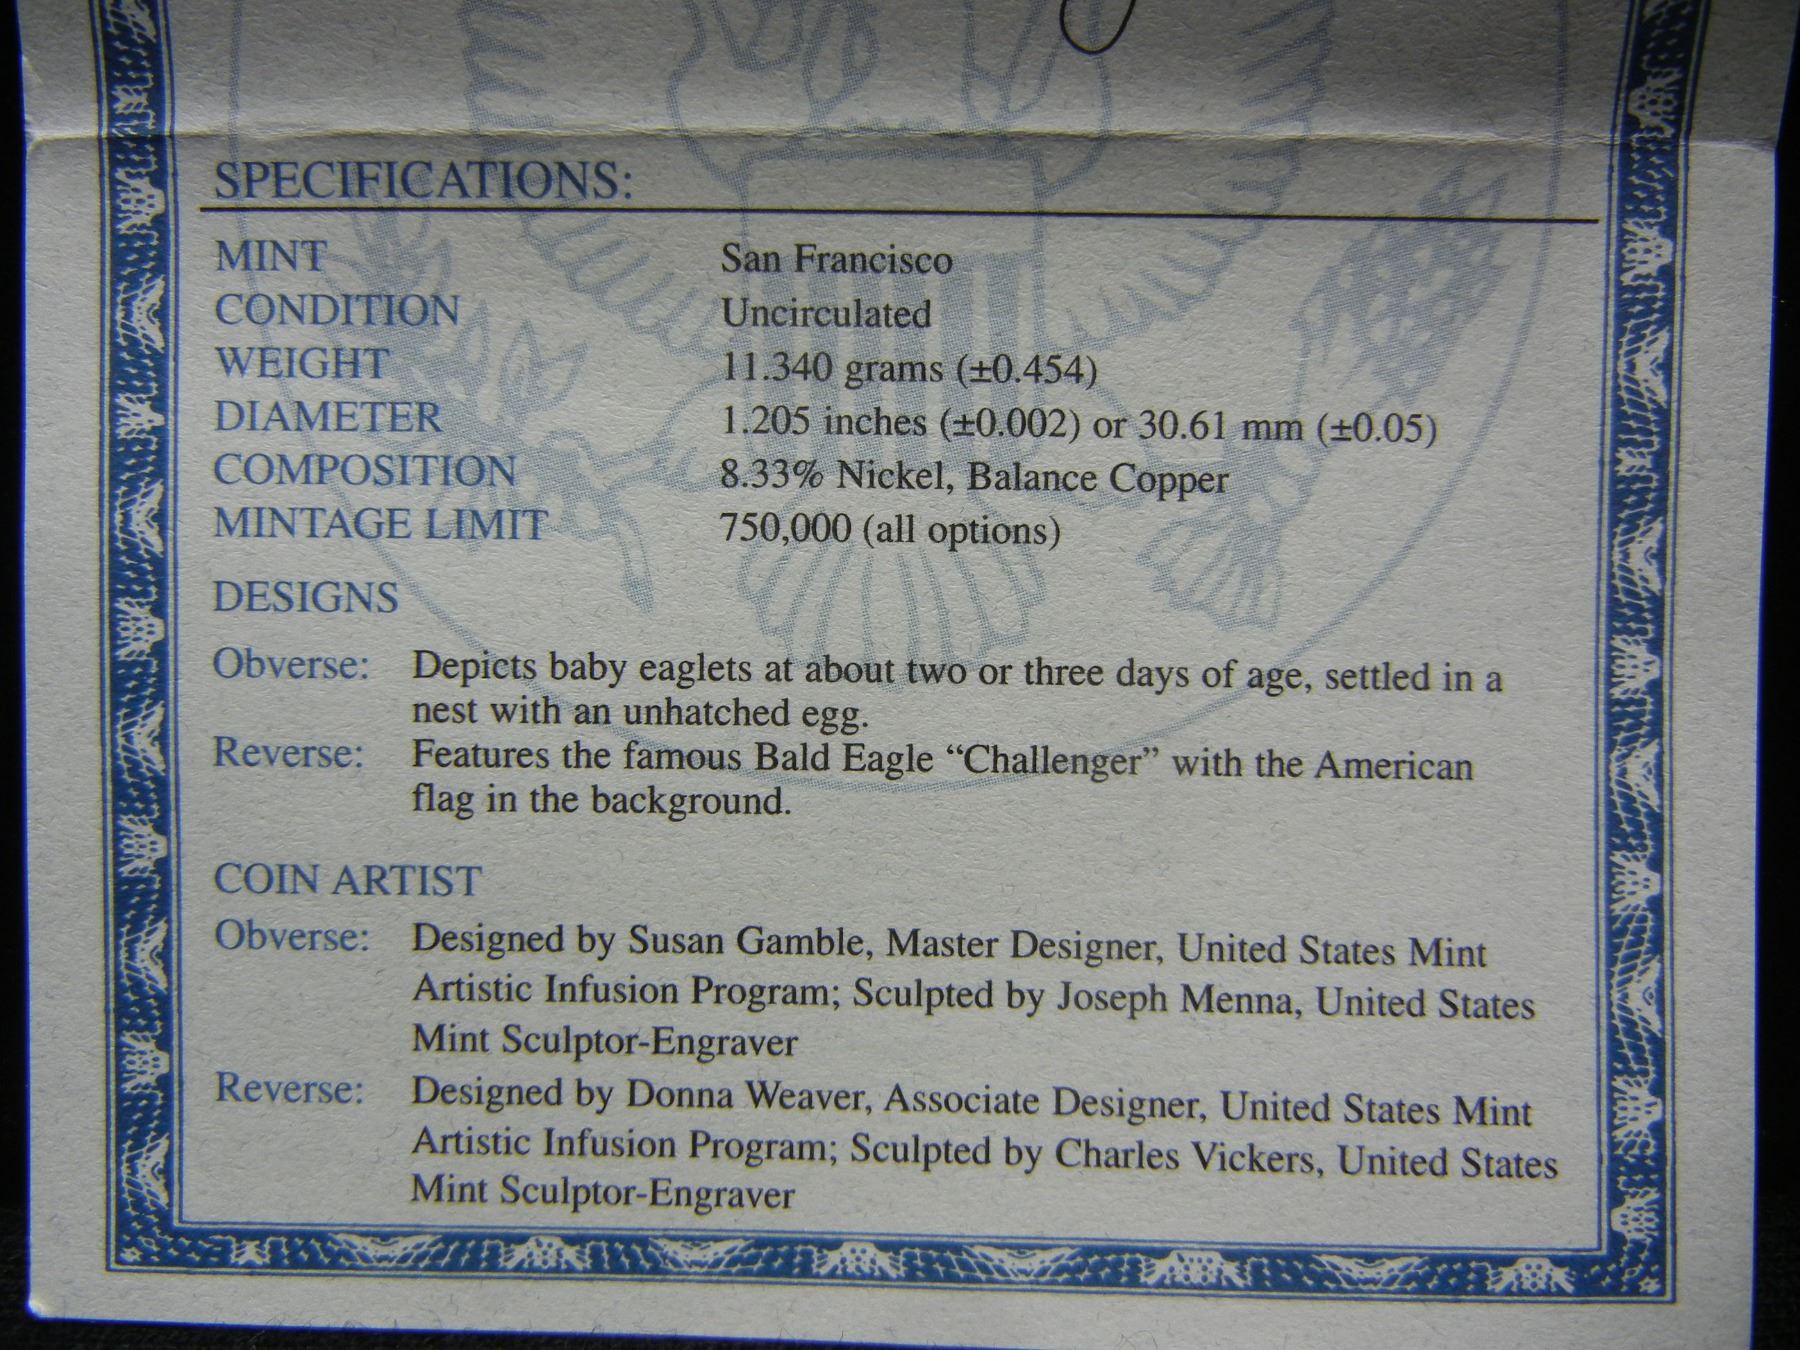 SPECIFICATIONS:
MINT San Francisco
CONDITION Uncirculated
WEIGHT 11.340 grams (±0.454)
DIAMETER 1.205 inches (±0.002) or 30.61 mm (±0.05)
COMPOSITION 8.33% Nickel, Balance Copper
MINTAGE LIMIT 750,000 (all options)
DESIGNS
Obverse: Depicts baby eaglets at about two or three days of age, settled in a
nest with an unhatched egg.
Reverse: Features the famous Bald Eagle “Challenger” with the American
flag in the background.
COIN ARTIST
Obverse: Designed by Susan Gamble, Master Designer, United States Mint
Artistic Infusion Program; Sculpted by Joseph Menna, United States
Mint Sculptor-Engraver
Reverse: Designed by Donna Weaver, Associate Designer, United States Mint
Artistic Infusion Program; Sculpted by Charles Vickers, United States
Mint Sculptor-Engraver